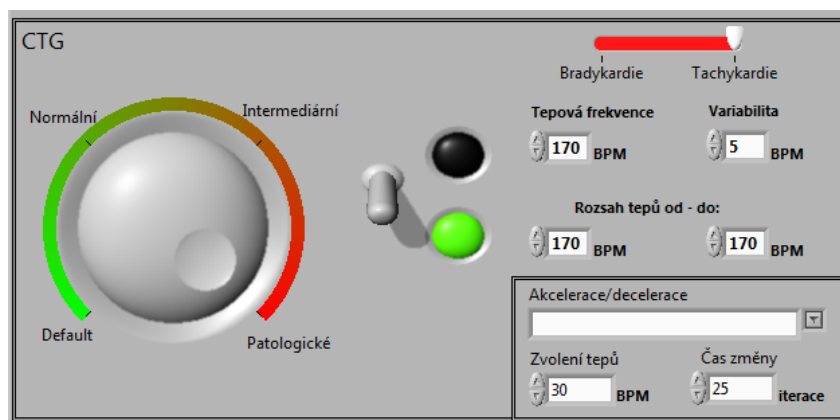 CTG
Bradykardie Tachykardie
Normální Intermediární
Tepová frekvence Variabilita
170 BPM 5 BPM
Rozsah tepů od - do:
170 BPM 170 BPM
Default Patologické
Akcelerace/decelerace
Zvolení tepů Čas změny
30 BPM 25 iterace